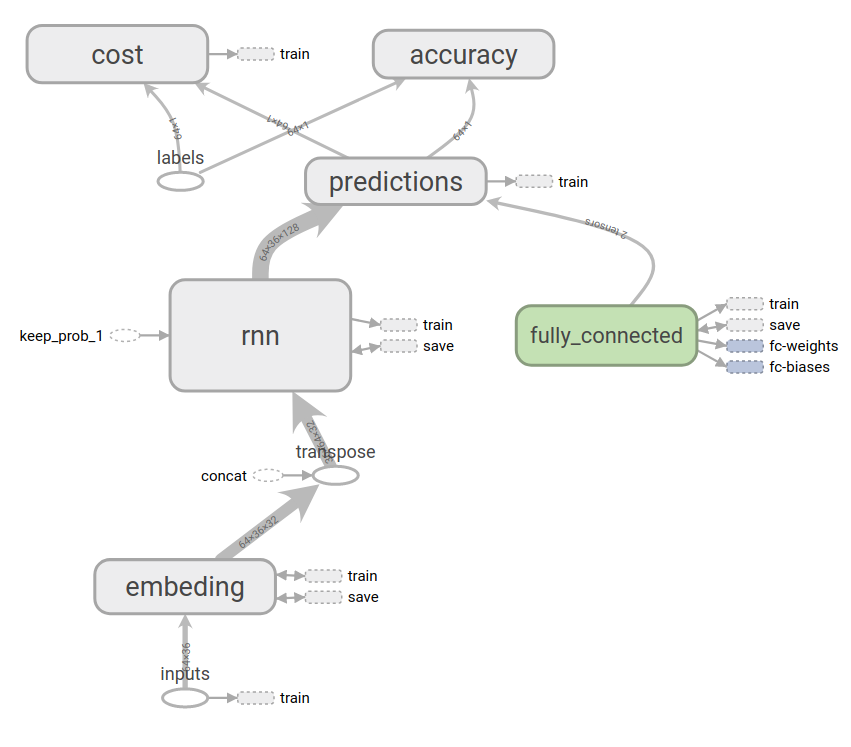 cost
train
accuracy
64×1
64×1
64×1
64×1
labels
predictions
train
64×36×128
2 tensors
rnn
keep_prob_1
train
save
fully_connected
train
save
fc-weights
fc-biases
transpose
concat
64×36×32
embeding
train
save
64×36
inputs
train